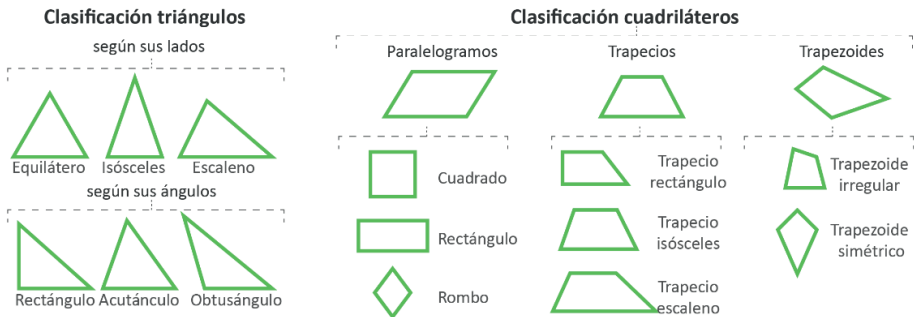 Clasificación triángulos
según sus lados
Equilátero
Isósceles
Escaleno
según sus ángulos
Rectángulo
Acutánculo
Obtusángulo
Clasificación cuadriláteros
Paralelogramos
Trapecios
Trapezoides
Cuadrado
Rectángulo
Rombo
Trapecio
rectángulo
Trapecio
isósceles
Trapecio
escaleno
Trapezoide
irregular
Trapezoide
simétrico